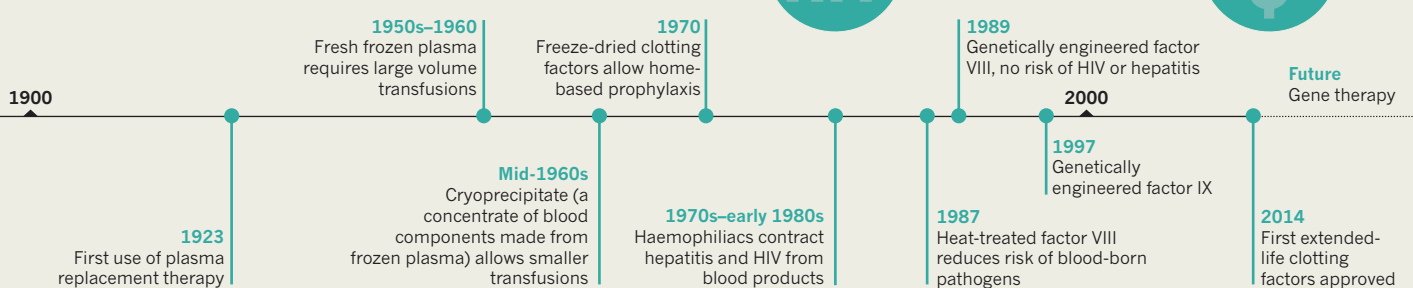 1900
1923
First use of plasma
replacement therapy
1950s–1960
Fresh frozen plasma
requires large volume
transfusions
Mid-1960s
Cryoprecipitate (a
concentrate of blood
components made from
frozen plasma) allows smaller
transfusions
1970
Freeze-dried clotting
factors allow home-
based prophylaxis
1970s–early 1980s
Haemophiliacs contract
hepatitis and HIV from
blood products
1987
Heat-treated factor VIII
reduces risk of blood-born
pathogens
1989
Genetically engineered factor
VIII, no risk of HIV or hepatitis
1997
Genetically
engineered factor IX
2000
2014
First extended-
life clotting
factors approved
Future
Gene therapy